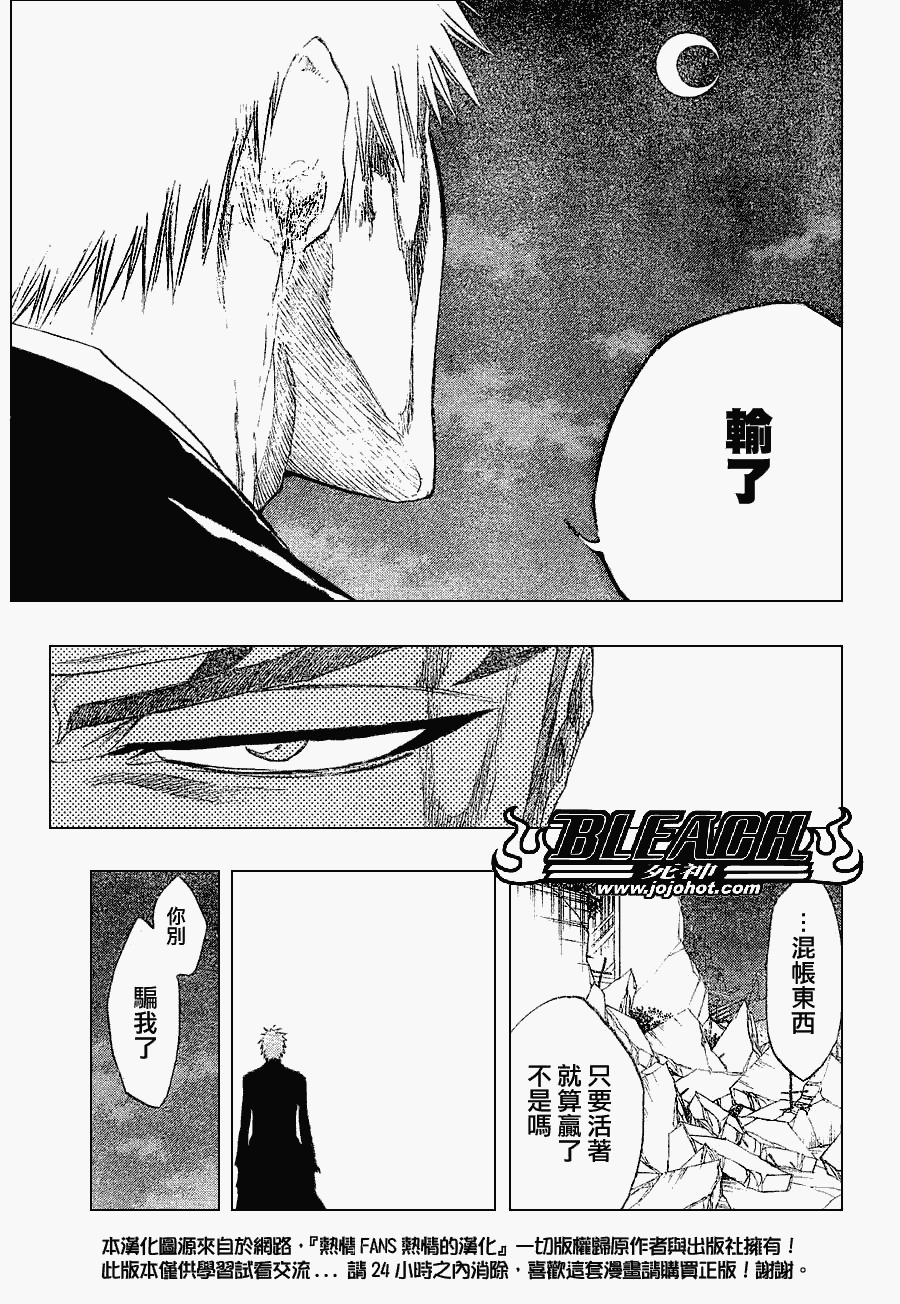 輸了
BLEACH
死神
www.jojohot.com
…混帳東西
只要活著
就算贏了
不是嗎
你別
騙我了
本漢化圖源來自於網路，『熱情 FANS 熱情的漢化』一切版權歸原作者與出版社擁有！
此版本僅供學習試看交流 ... 請 24 小時之內消除，喜歡這套漫畫請購買正版！謝謝。